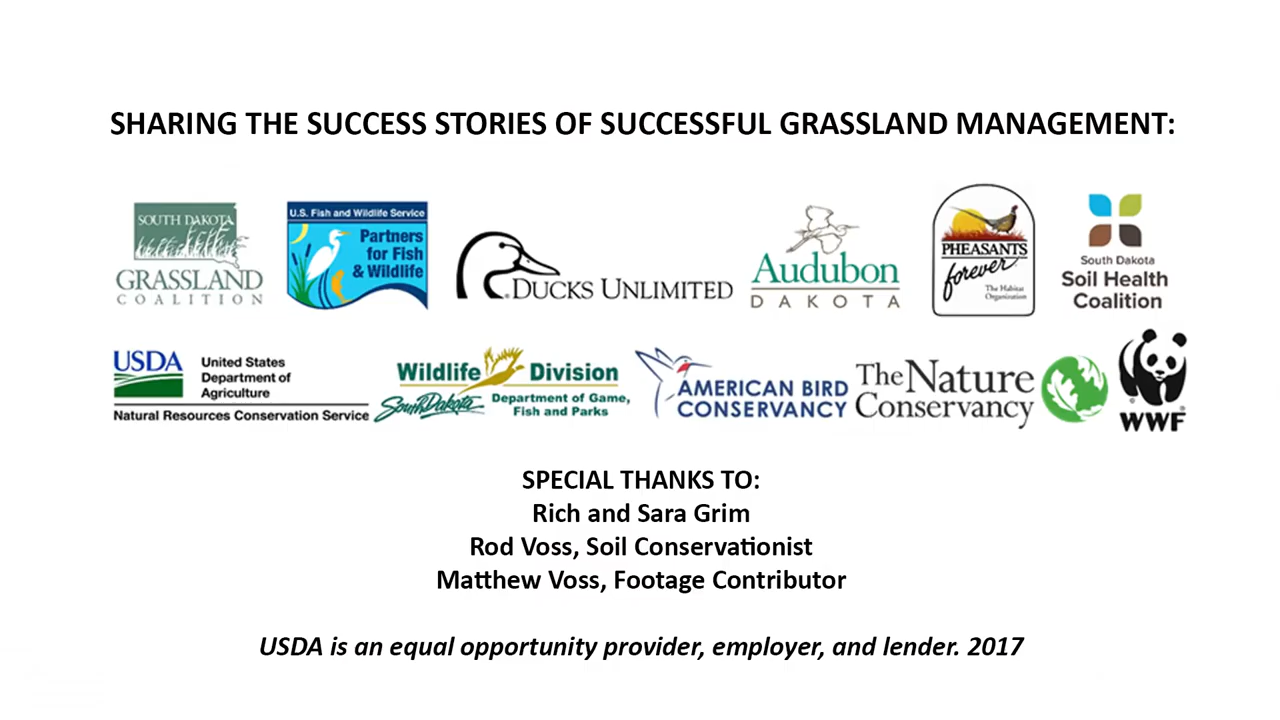 SHARING THE SUCCESS STORIES OF SUCCESSFUL GRASSLAND MANAGEMENT:
SOUTH DAKOTA
GRASSLAND
COALITION
U.S. Fish and Wildlife Service
Partners
for Fish
& Wildlife
DUCKS UNLIMITED
Audubon
DAKOTA
PHEASANTS
forever
The Habitat
Organization
South Dakota
Soil Health
Coalition
USDA
United States
Department of
Agriculture
Natural Resources Conservation Service
Wildlife Division
South Dakota
Department of Game,
Fish and Parks
AMERICAN BIRD
CONSERVANCY
The Nature
Conservancy
WWF
SPECIAL THANKS TO:
Rich and Sara Grim
Rod Voss, Soil Conservationist
Matthew Voss, Footage Contributor
USDA is an equal opportunity provider, employer, and lender. 2017